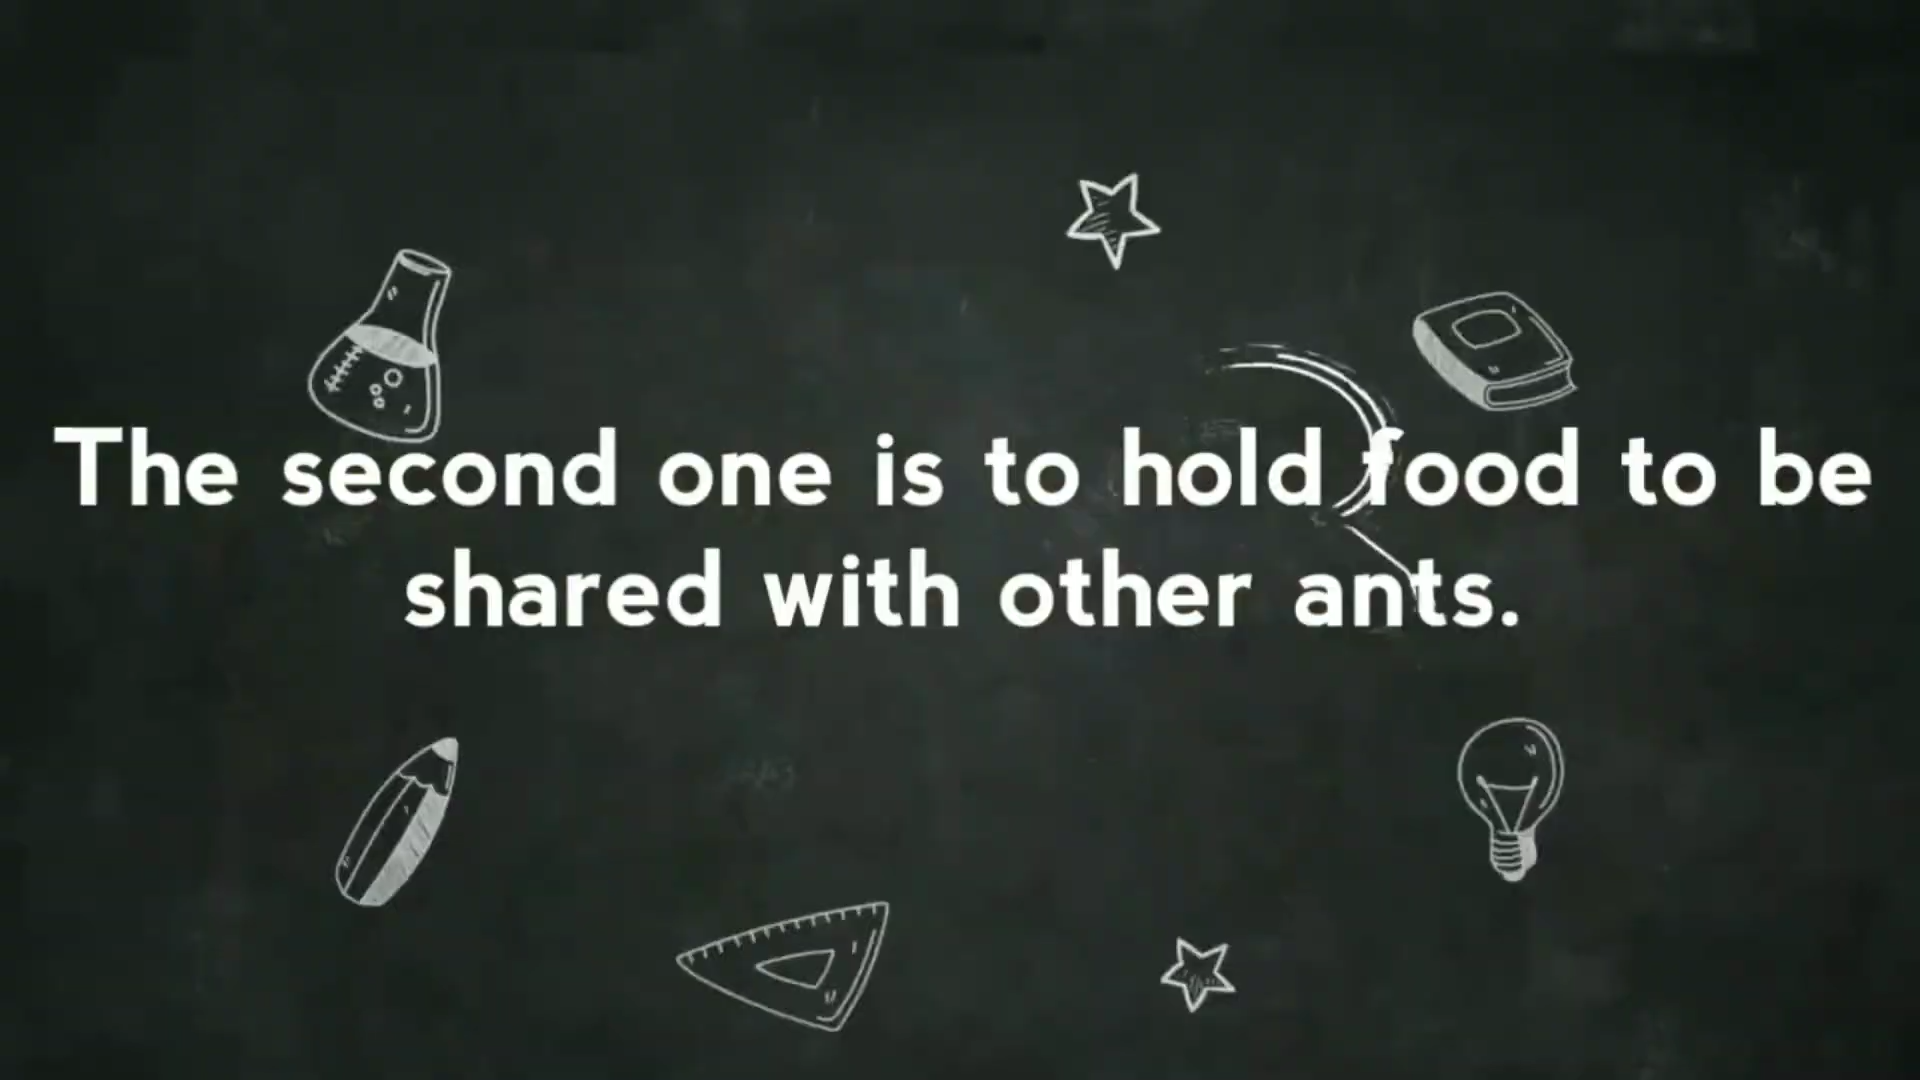 The second one is to hold food to be
shared with other ants.